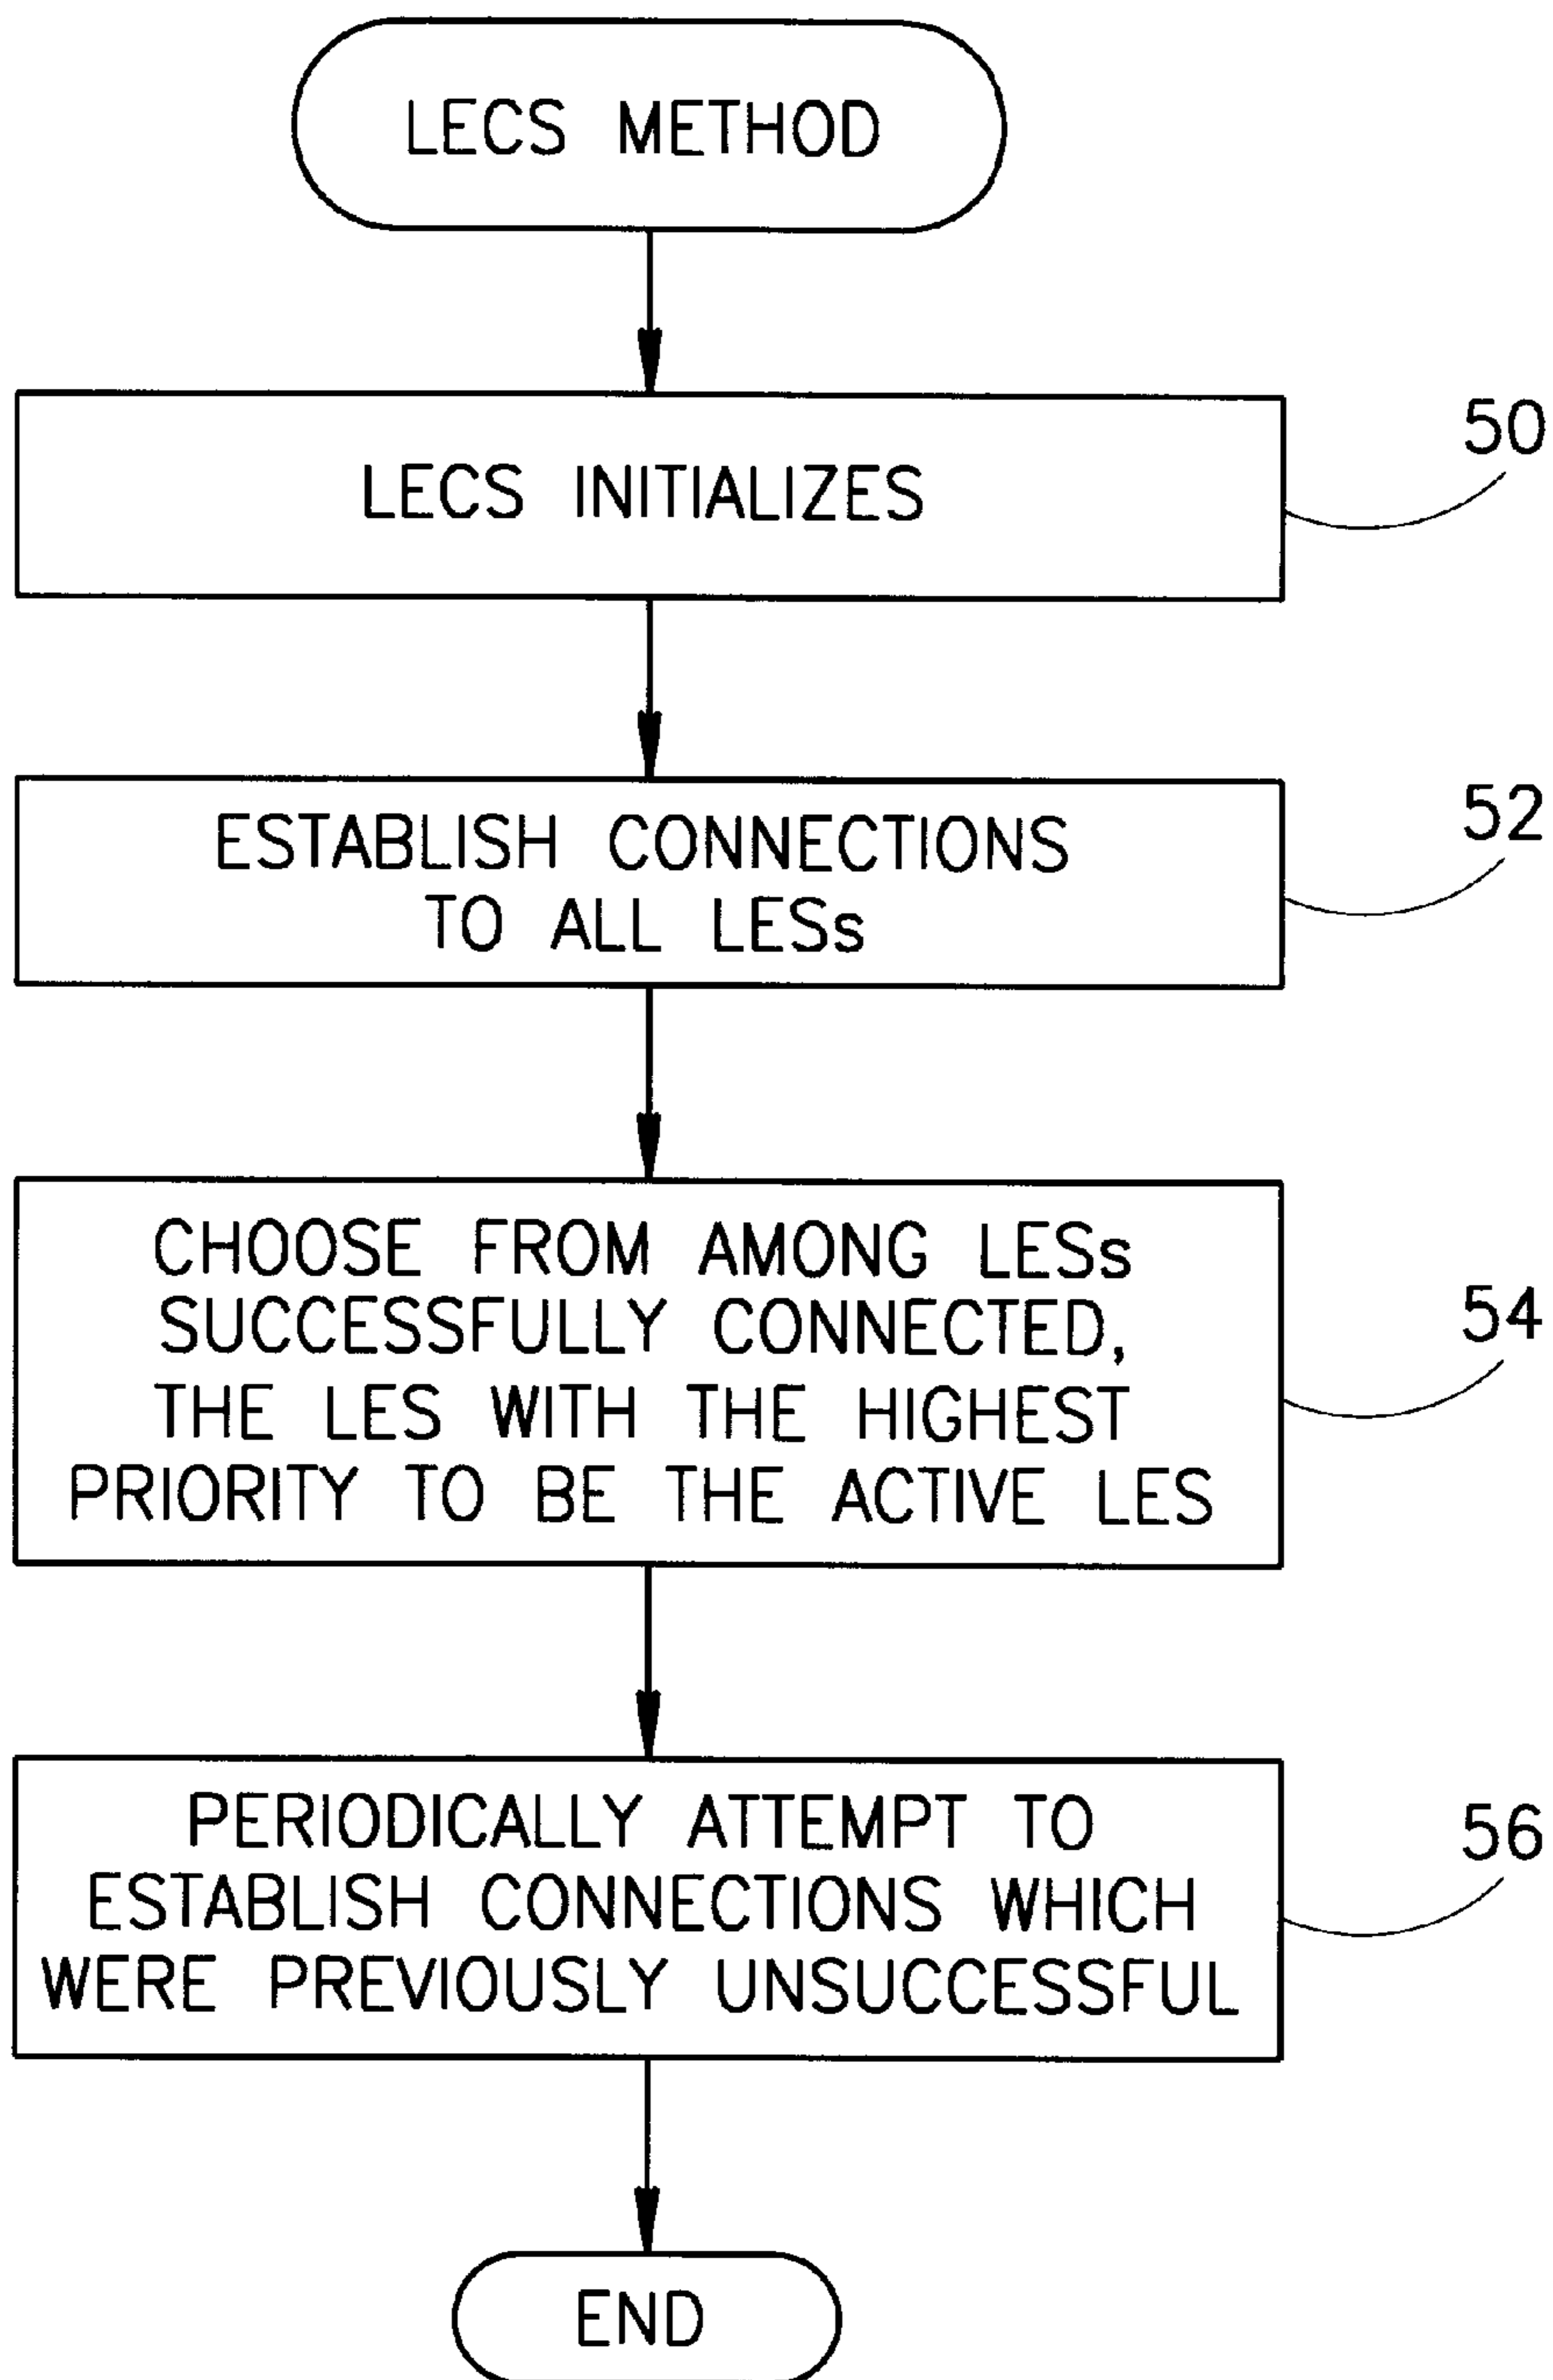 LECS METHOD
LECS INITIALIZES
50
ESTABLISH CONNECTIONS
TO ALL LESs
52
CHOOSE FROM AMONG LESs
SUCCESSFULLY CONNECTED,
THE LES WITH THE HIGHEST
PRIORITY TO BE THE ACTIVE LES
54
PERIODICALLY ATTEMPT TO
ESTABLISH CONNECTIONS WHICH
WERE PREVIOUSLY UNSUCCESSFUL
56
END